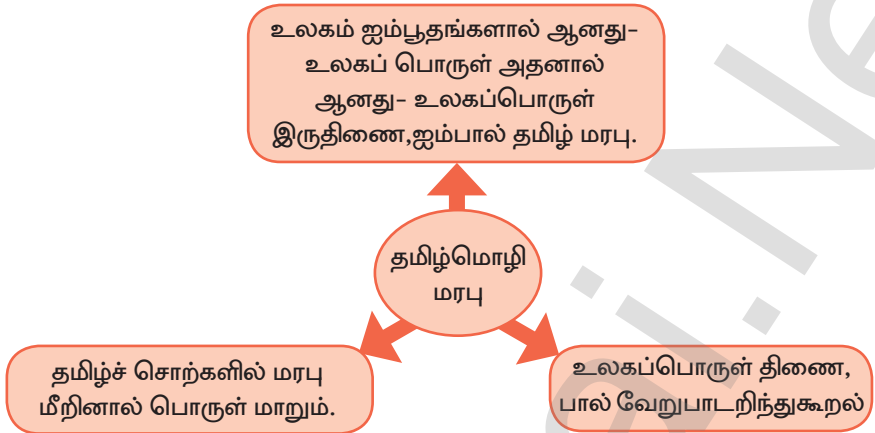 உலகம் ஐம்பூதங்களால் ஆனது-
உலகப் பொருள் அதனால்
ஆனது- உலகப்பொருள்
இருதிணை,ஐம்பால் தமிழ் மரபு.
தமிழ்மொழி
மரபு
தமிழ்ச் சொற்களில் மரபு
மீறினால் பொருள் மாறும்.
உலகப்பொருள் திணை,
பால் வேறுபாடறிந்துகூறல்